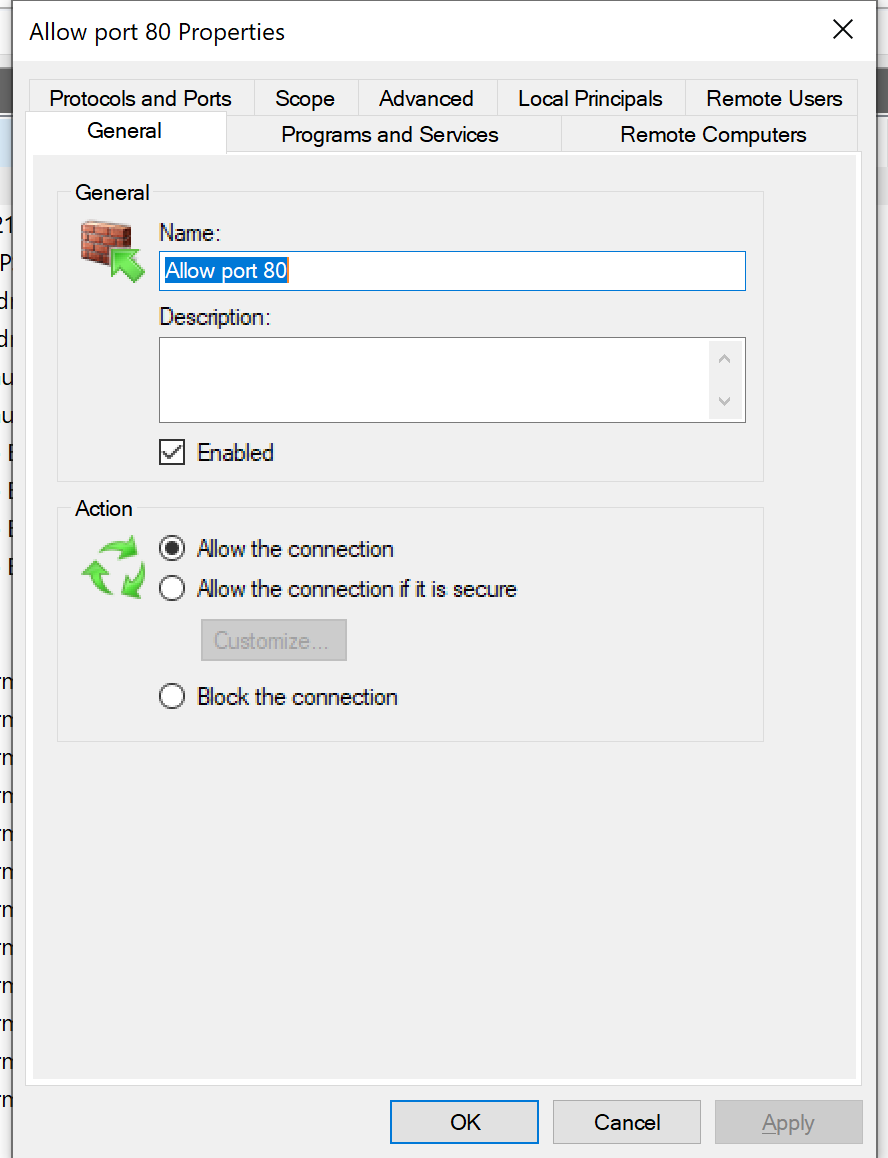 Allow port 80 Properties
Protocols and Ports Scope Advanced Local Principals Remote Users
General Programs and Services Remote Computers
General
Name:
Allow port 80
Description:
Enabled
Action
Allow the connection
Allow the connection if it is secure
Customize...
Block the connection
OK Cancel Apply